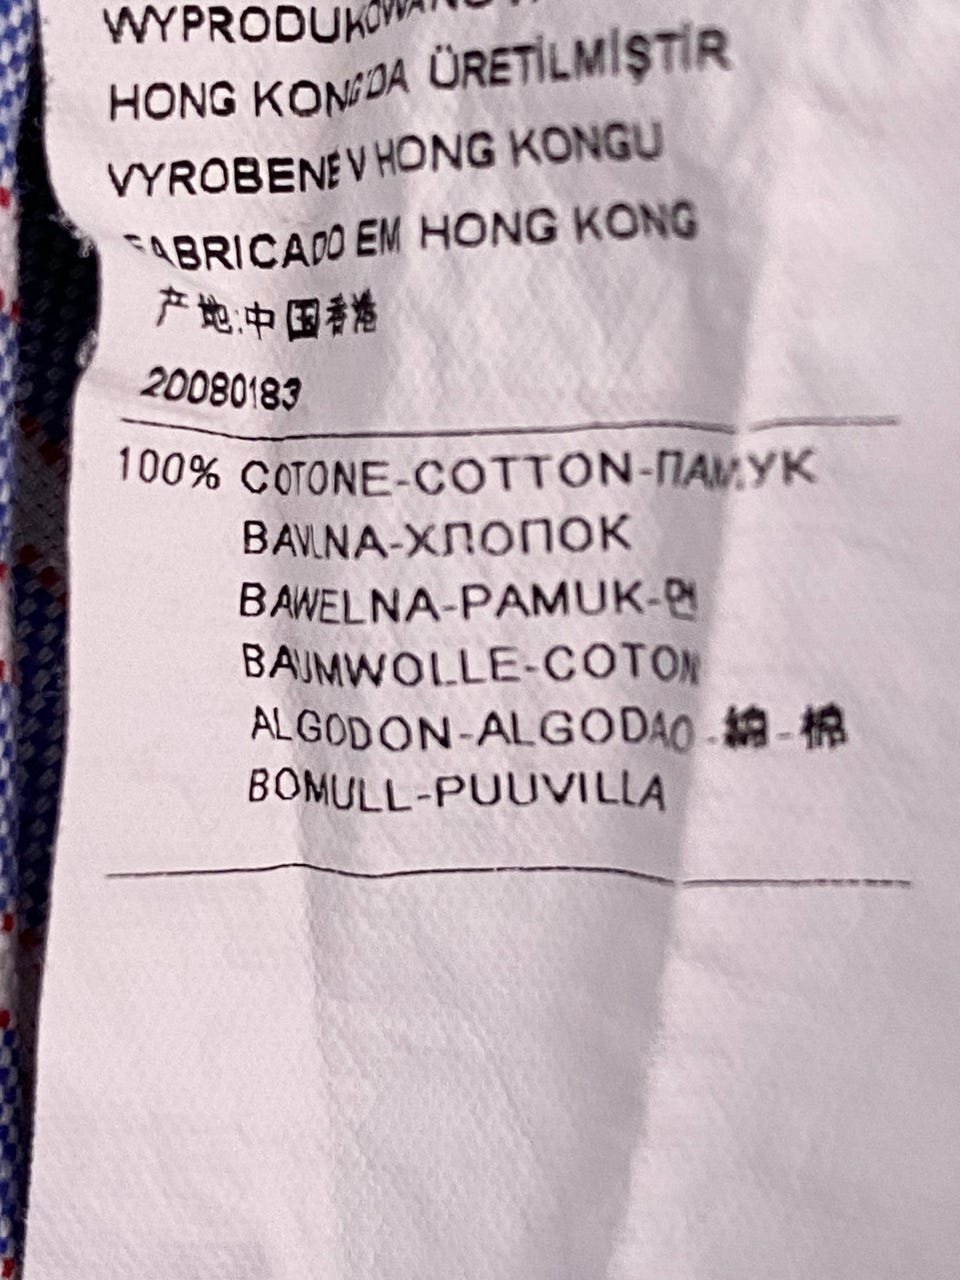 WYPRODUKOWANO
HONG KONG'DA ÜRETİLMİŞTİR
VYROBENE V HONG KONGU
FABRICADO EM HONG KONG
产地:中国香港
20080183
100% COTONE-COTTON-ПАМУК
BAVLNA-ХЛОПОК
BAWELNA-PAMUK-면
BAUMWOLLE-COTON
ALGODON-ALGODAO-綿-棉
BOMULL-PUUVILLA